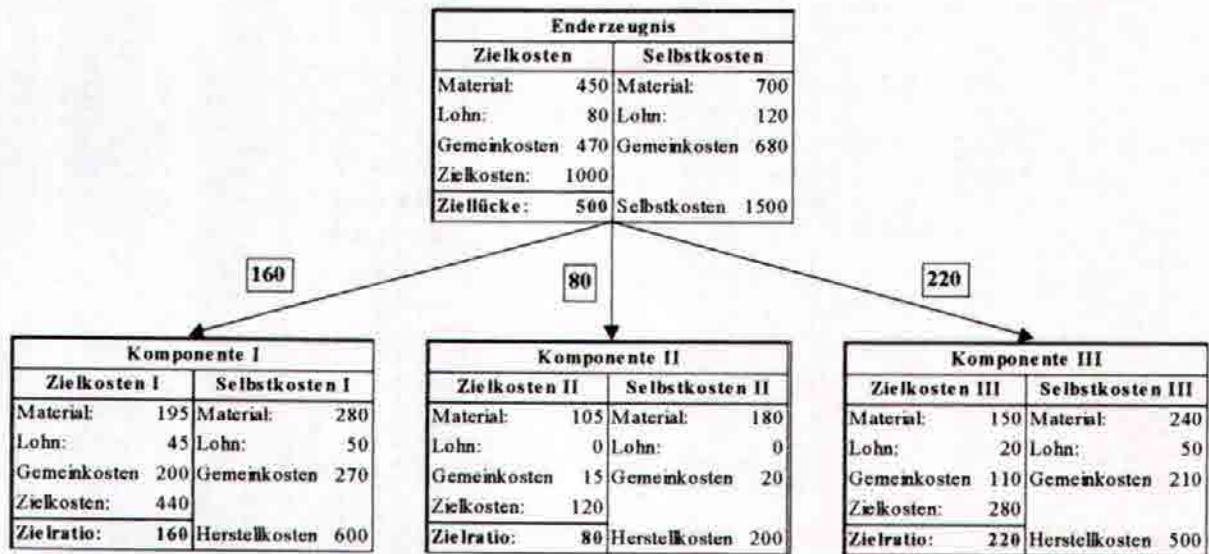 Enderzeugnis
Zielkosten Selbstkosten
Material: 450 Material: 700
Lohn: 80 Lohn: 120
Gemeinkosten 470 Gemeinkosten 680
Zielkosten: 1000
Ziellücke: 500 Selbstkosten 1500
160 80 220
Komponente I
Zielkosten I Selbstkosten I
Material: 195 Material: 280
Lohn: 45 Lohn: 50
Gemeinkosten 200 Gemeinkosten 270
Zielkosten: 440
Zielratio: 160 Herstellkosten 600
Komponente II
Zielkosten II Selbstkosten II
Material: 105 Material: 180
Lohn: 0 Lohn: 0
Gemeinkosten 15 Gemeinkosten 20
Zielkosten: 120
Zielratio: 80 Herstellkosten 200
Komponente III
Zielkosten III Selbstkosten III
Material: 150 Material: 240
Lohn: 20 Lohn: 50
Gemeinkosten 110 Gemeinkosten 210
Zielkosten: 280
Zielratio: 220 Herstellkosten 500